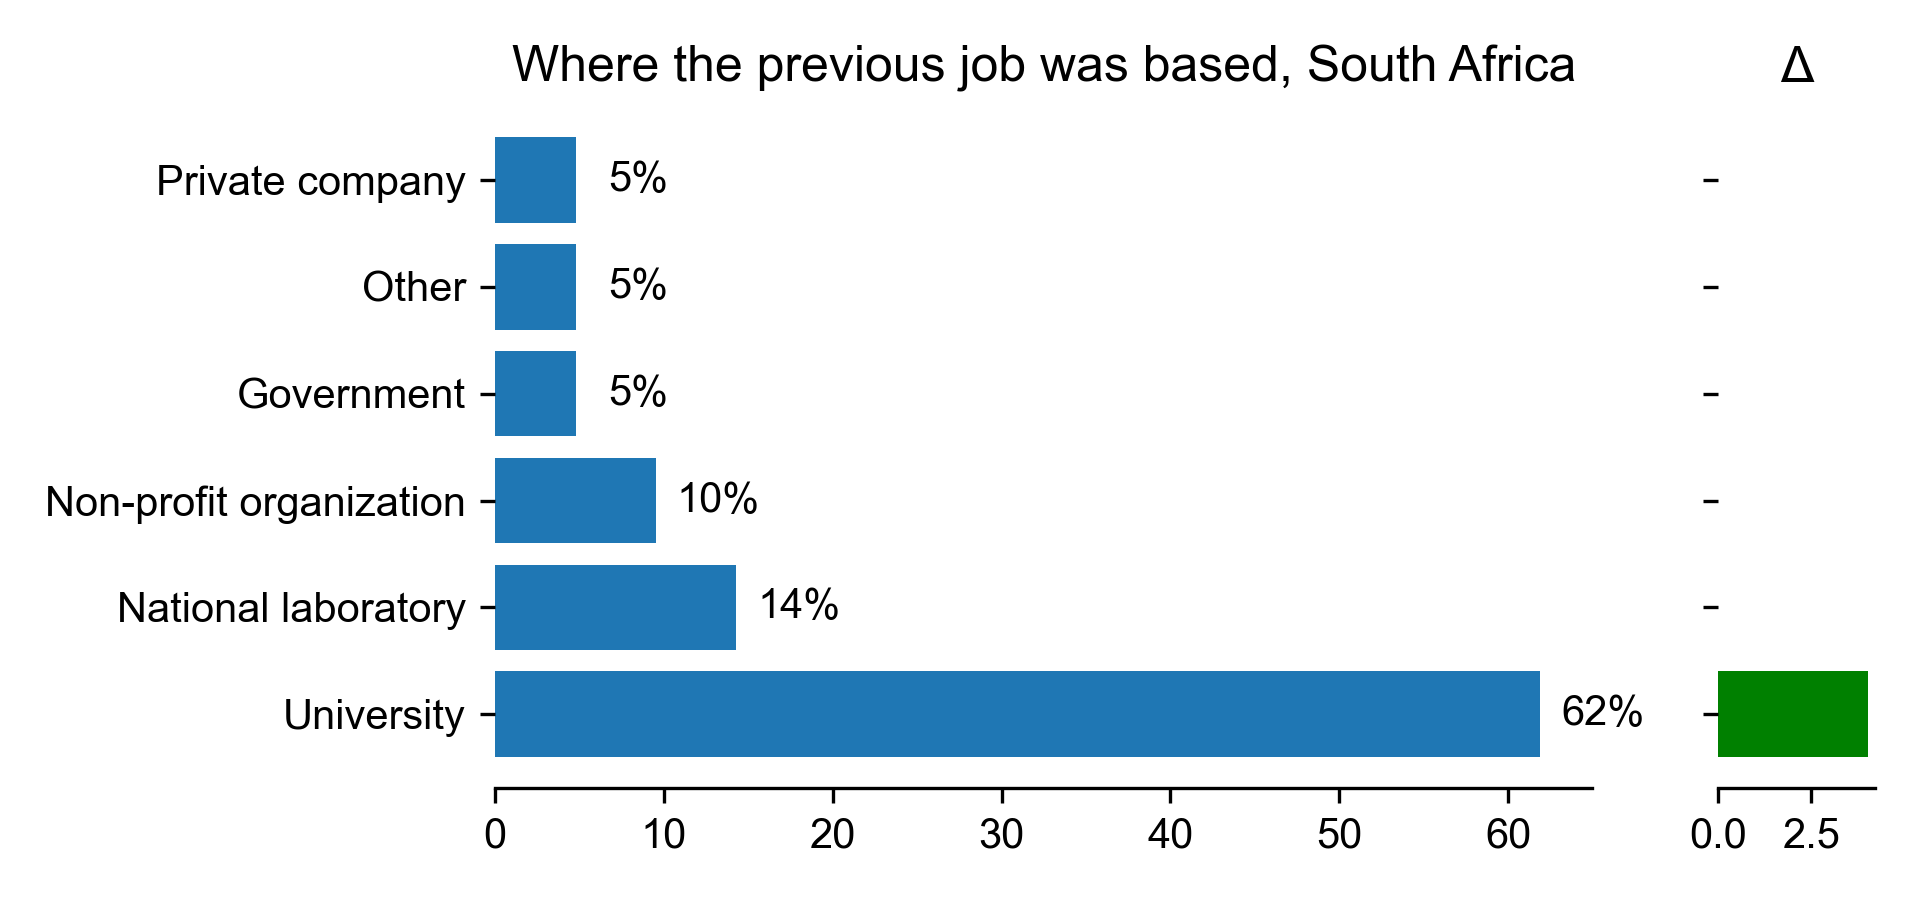 Where the previous job was based, South Africa Δ
Private company 5%
Other 5%
Government 5%
Non-profit organization 10%
National laboratory 14%
University 62%
0 10 20 30 40 50 60 0.0 2.5